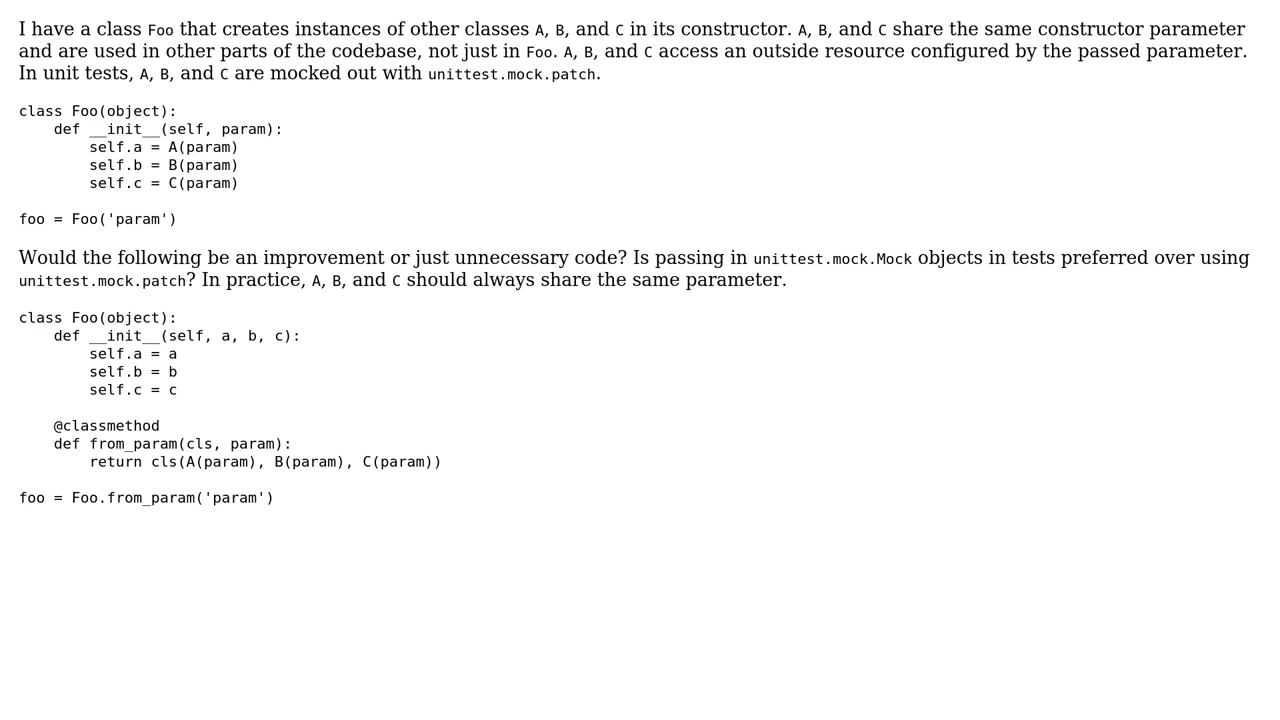 I have a class Foo that creates instances of other classes A, B, and C in its constructor. A, B, and C share the same constructor parameter
and are used in other parts of the codebase, not just in Foo. A, B, and C access an outside resource configured by the passed parameter.
In unit tests, A, B, and C are mocked out with unittest.mock.patch.
class Foo(object):
    def __init__(self, param):
        self.a = A(param)
        self.b = B(param)
        self.c = C(param)
foo = Foo('param')
Would the following be an improvement or just unnecessary code? Is passing in unittest.mock.Mock objects in tests preferred over using
unittest.mock.patch? In practice, A, B, and C should always share the same parameter.
class Foo(object):
    def __init__(self, a, b, c):
        self.a = a
        self.b = b
        self.c = c
    @classmethod
    def from_param(cls, param):
        return cls(A(param), B(param), C(param))
foo = Foo.from_param('param')